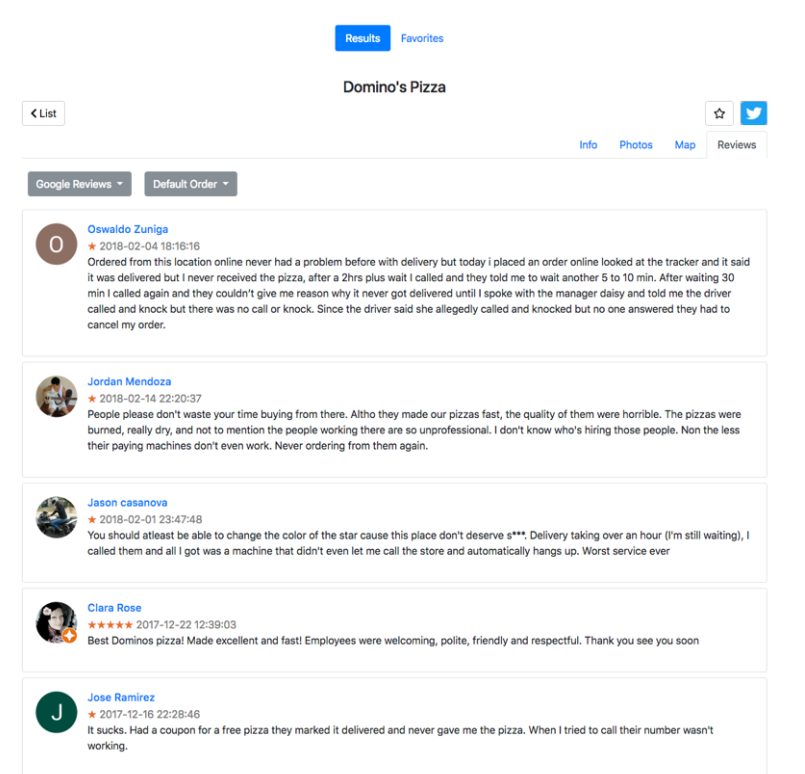 Results Favorites
Domino's Pizza
List
Info Photos Map Reviews
Google Reviews Default Order
O
Oswaldo Zuniga
★ 2018-02-04 18:16:16
Ordered from this location online never had a problem before with delivery but today i placed an order online looked at the tracker and it said
it was delivered but I never received the pizza, after a 2hrs plus wait I called and they told me to wait another 5 to 10 min. After waiting 30
min I called again and they couldn't give me reason why it never got delivered until I spoke with the manager daisy and told me the driver
called and knock but there was no call or knock. Since the driver said she allegedly called and knocked but no one answered they had to
cancel my order.
Jordan Mendoza
★ 2018-02-14 22:20:37
People please don't waste your time buying from there. Altho they made our pizzas fast, the quality of them were horrible. The pizzas were
burned, really dry, and not to mention the people working there are so unprofessional. I don't know who's hiring those people. Non the less
their paying machines don't even work. Never ordering from them again.
Jason casanova
★ 2018-02-01 23:47:48
You should atleast be able to change the color of the star cause this place don't deserve s***. Delivery taking over an hour (I'm still waiting), I
called them and all I got was a machine that didn't even let me call the store and automatically hangs up. Worst service ever
Clara Rose
★★★★★ 2017-12-22 12:39:03
Best Dominos pizza! Made excellent and fast! Employees were welcoming, polite, friendly and respectful. Thank you see you soon
J
Jose Ramirez
★ 2017-12-16 22:28:46
It sucks. Had a coupon for a free pizza they marked it delivered and never gave me the pizza. When I tried to call their number wasn't
working.